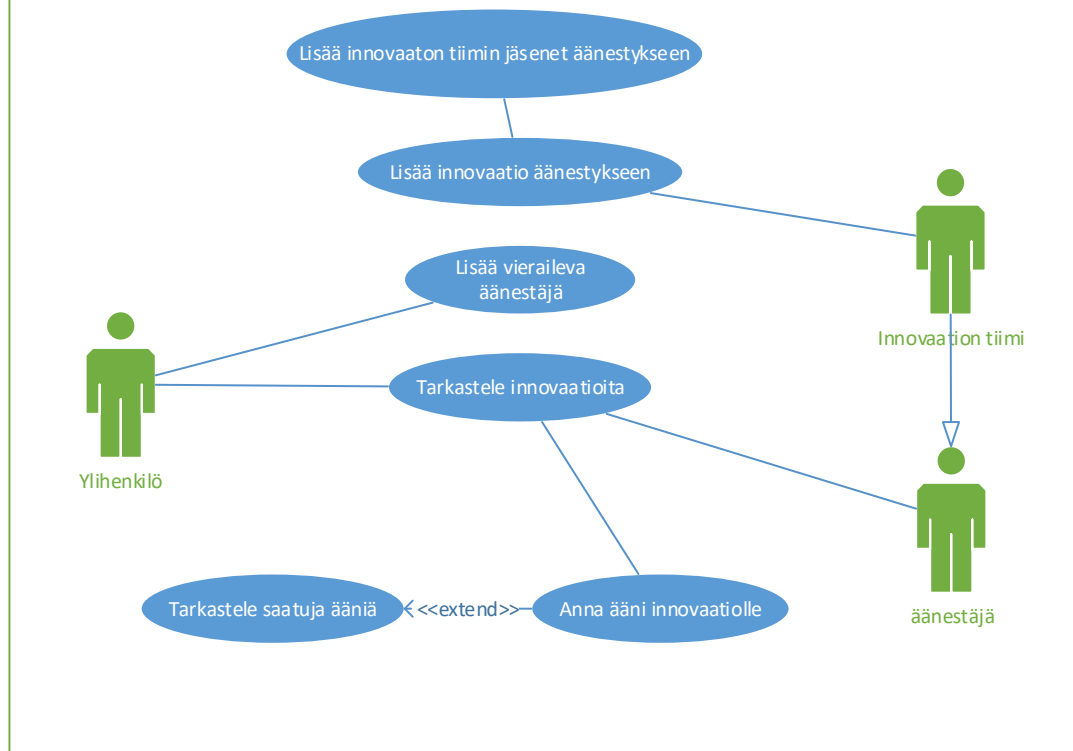 Lisää innovaaton tiimin jäsenet äänestykseen
Lisää innovaatio äänestykseen
Lisää vieraileva
äänestäjä
Innovaation tiimi
Tarkastele innovaatioita
Ylihenkilö
Tarkastele saatuja ääniä
<<extend>>
Anna ääni innovaatiolle
äänestäjä